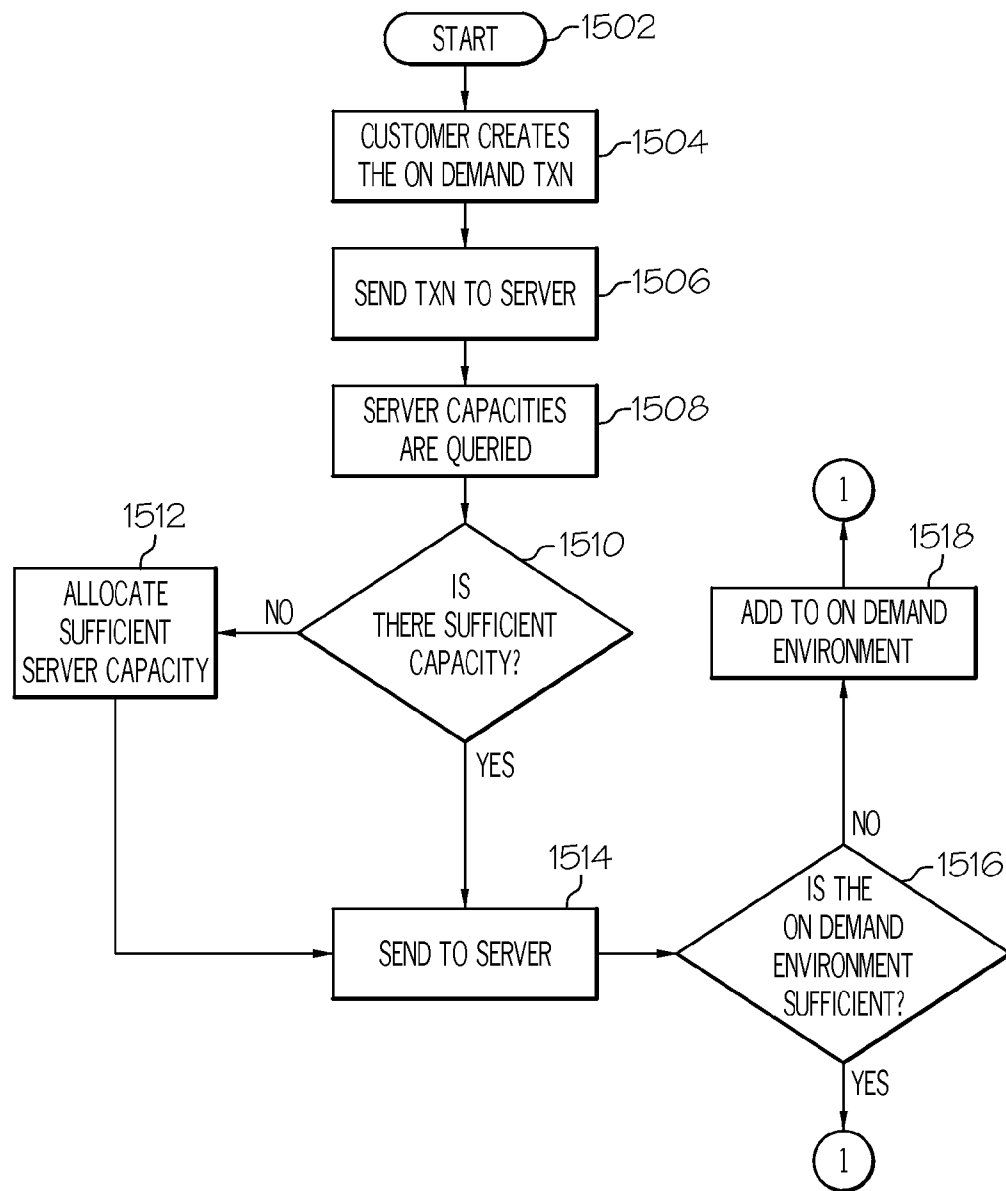 START
1502
CUSTOMER CREATES
THE ON DEMAND TXN
1504
SEND TXN TO SERVER
1506
SERVER CAPACITIES
ARE QUERIED
1508
IS
THERE SUFFICIENT
CAPACITY?
1510
NO
YES
1512
ALLOCATE
SUFFICIENT
SERVER CAPACITY
1514
SEND TO SERVER
1516
IS THE
ON DEMAND
ENVIRONMENT
SUFFICIENT?
NO
YES
1518
ADD TO ON DEMAND
ENVIRONMENT
1
1